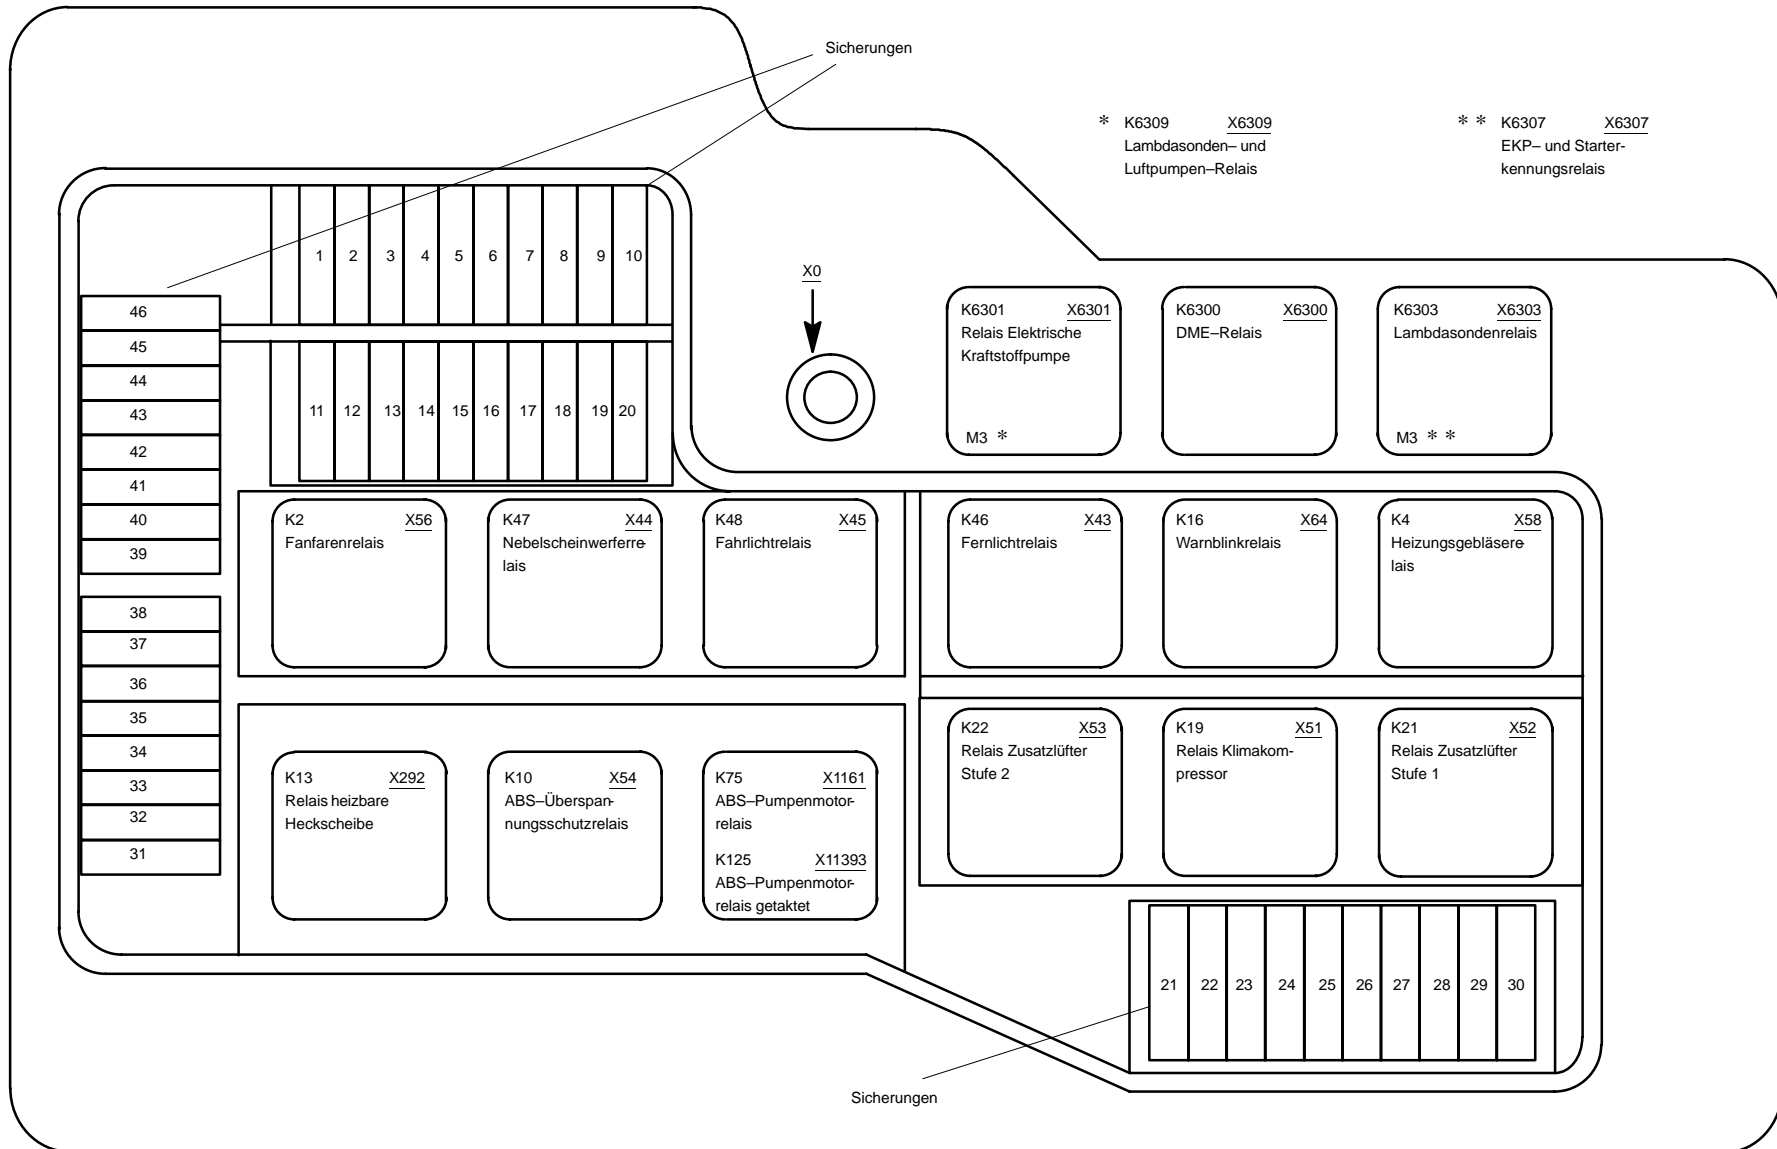 Sicherungen
* K6309 X6309
Lambdasonden– und
Luftpumpen–Relais
* * K6307 X6307
EKP– und Starter-
kennungsrelais
1 2 3 4 5 6 7 8 9 10
11 12 13 14 15 16 17 18 19 20
46
45
44
43
42
41
40
39
38
37
36
35
34
33
32
31
X0
K6301 X6301
Relais Elektrische
Kraftstoffpumpe
M3 *
K6300 X6300
DME–Relais
K6303 X6303
Lambdasondenrelais
M3 * *
K2 X56
Fanfarenrelais
K47 X44
Nebelscheinwerferre-
lais
K48 X45
Fahrlichtrelais
K46 X43
Fernlichtrelais
K16 X64
Warnblinkrelais
K4 X58
Heizungsgebläsere-
lais
K13 X292
Relais heizbare
Heckscheibe
K10 X54
ABS–Überspan-
nungsschutzrelais
K75 X1161
ABS–Pumpenmotor-
relais
K125 X11393
ABS–Pumpenmotor-
relais getaktet
K22 X53
Relais Zusatzlüfter
Stufe 2
K19 X51
Relais Klimakom-
pressor
K21 X52
Relais Zusatzlüfter
Stufe 1
21 22 23 24 25 26 27 28 29 30
Sicherungen